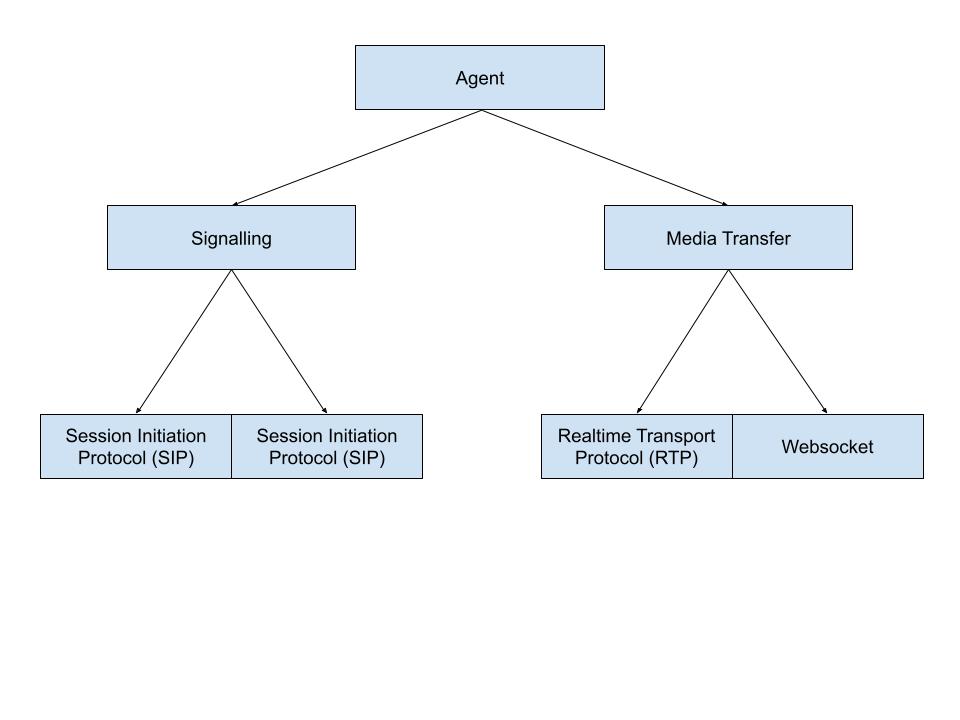 Agent
Signalling
Media Transfer
Session Initiation
Protocol (SIP)
Session Initiation
Protocol (SIP)
Realtime Transport
Protocol (RTP)
Websocket